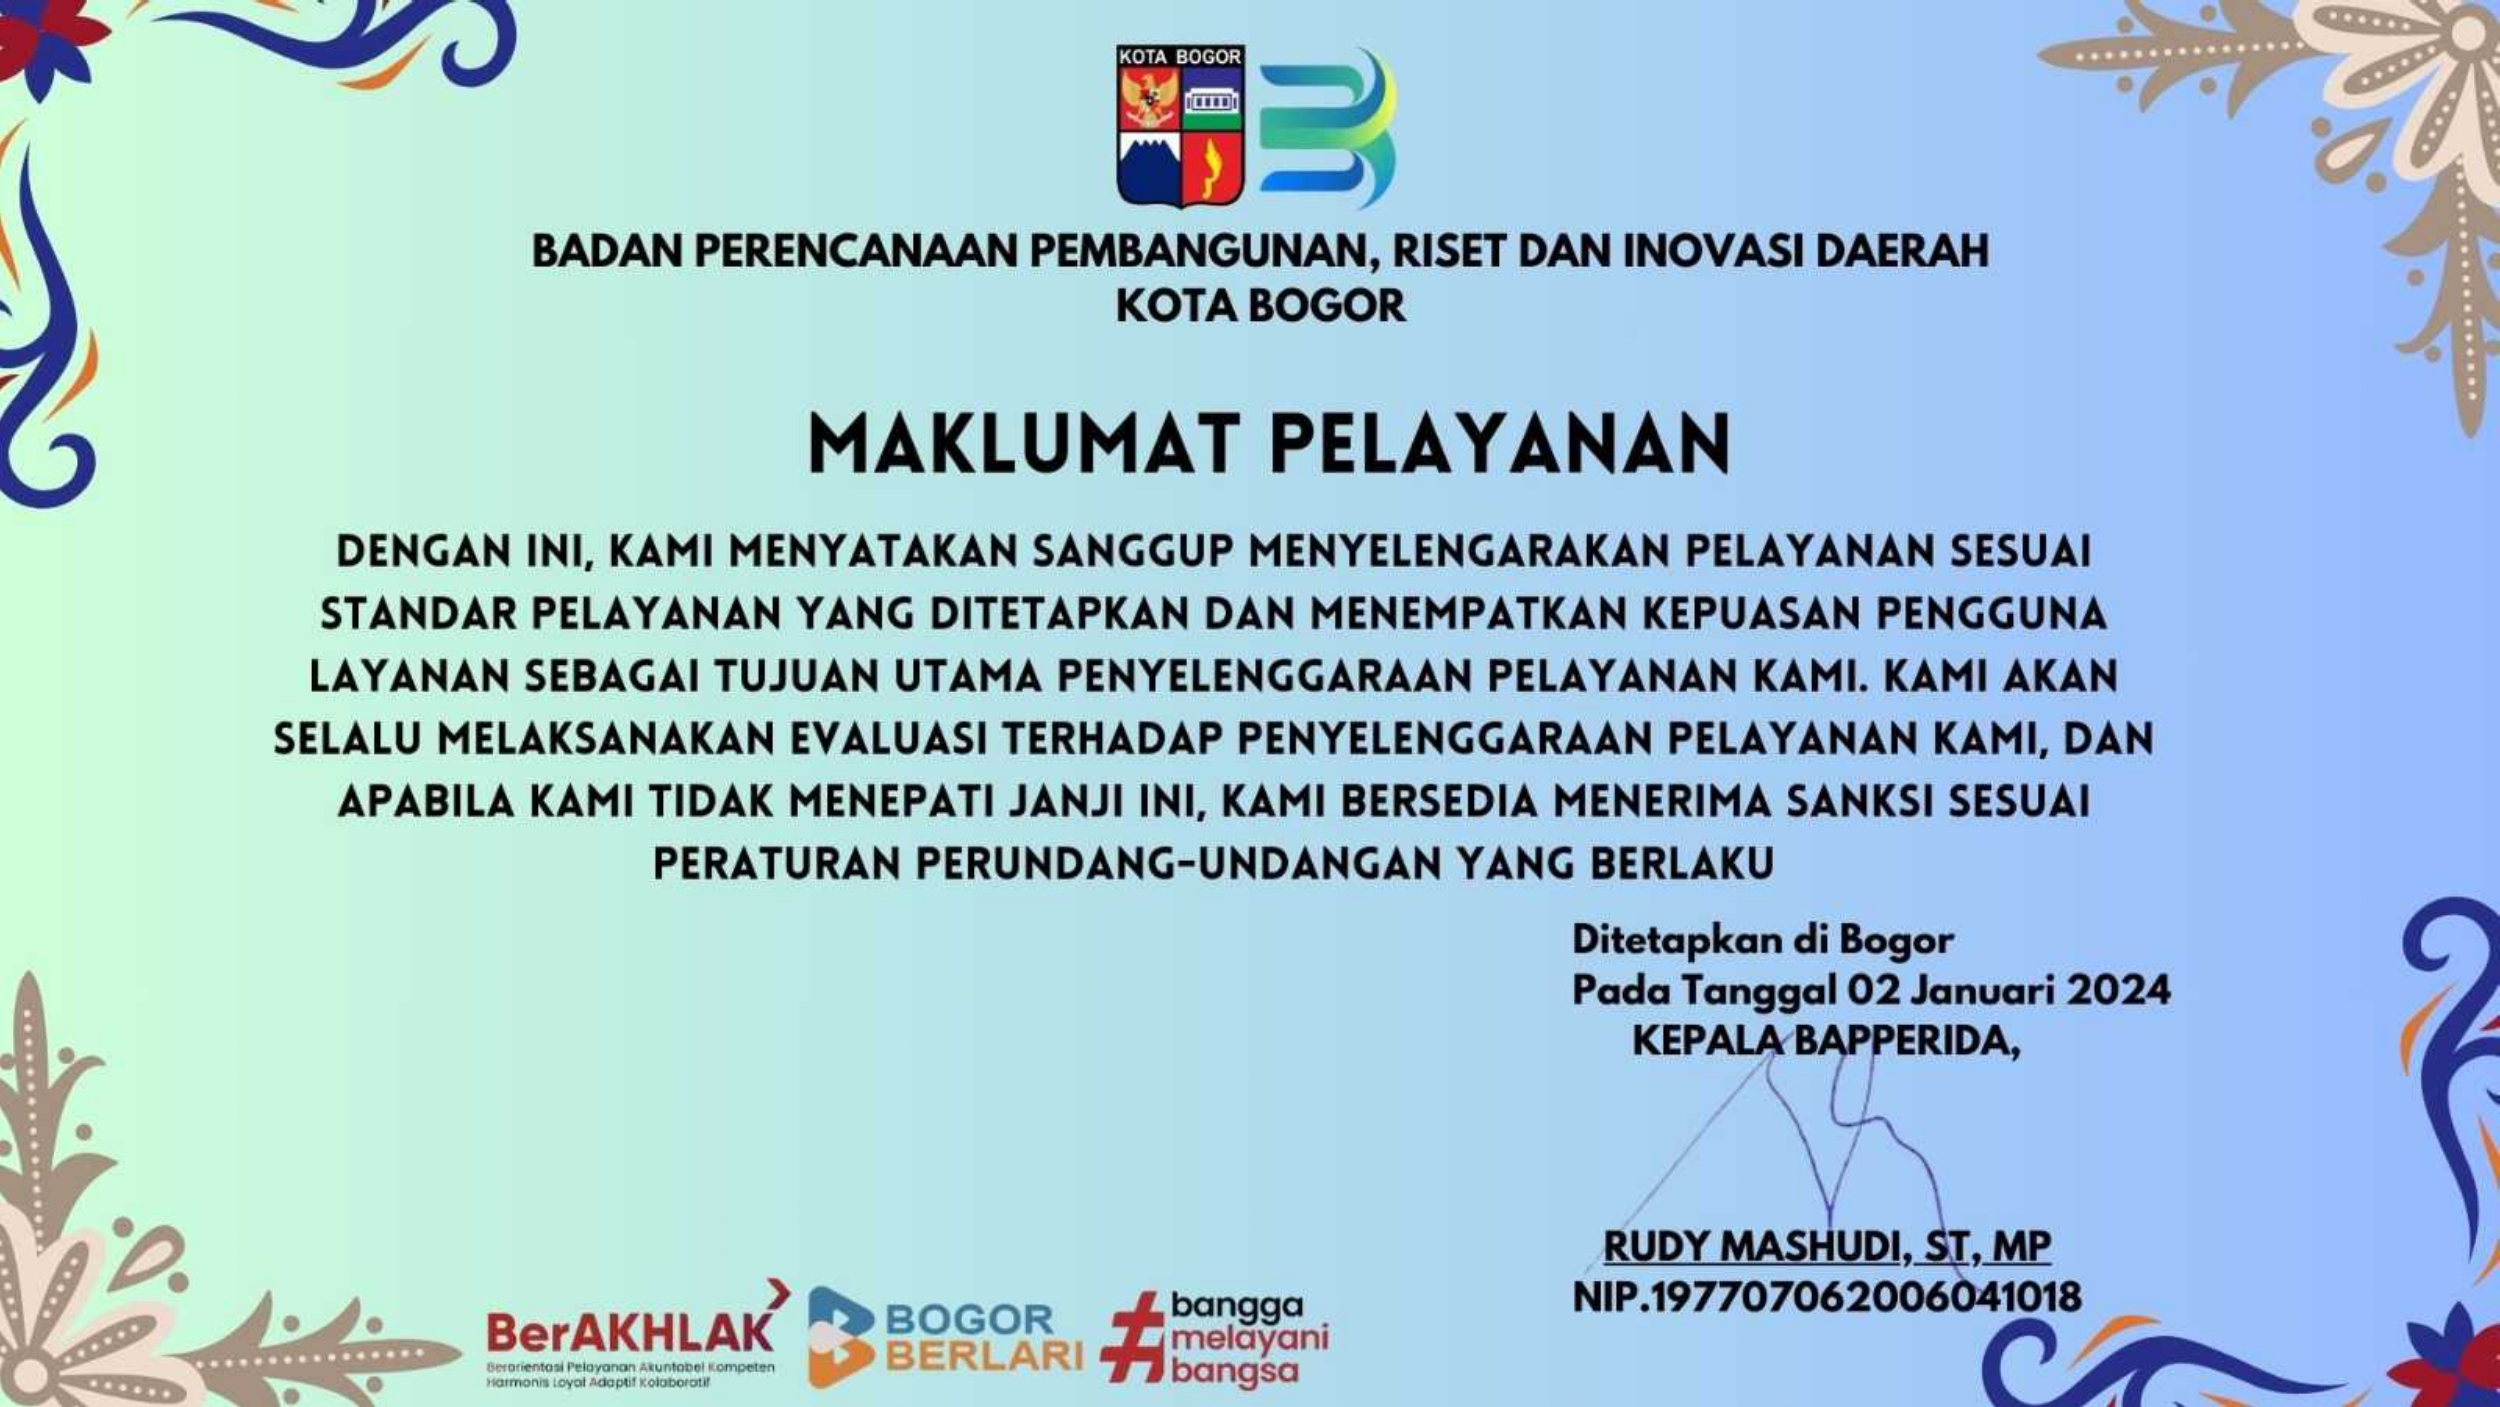 KOTA BOGOR
BADAN PERENCANAAN PEMBANGUNAN, RISET DAN INOVASI DAERAH
KOTA BOGOR
MAKLUMAT PELAYANAN
DENGAN INI, KAMI MENYATAKAN SANGGUP MENYELENGARAKAN PELAYANAN SESUAI
STANDAR PELAYANAN YANG DITETAPKAN DAN MENEMPATKAN KEPUASAN PENGGUNA
LAYANAN SEBAGAI TUJUAN UTAMA PENYELENGGARAAN PELAYANAN KAMI. KAMI AKAN
SELALU MELAKSANAKAN EVALUASI TERHADAP PENYELENGGARAAN PELAYANAN KAMI, DAN
APABILA KAMI TIDAK MENEPATI JANJI INI, KAMI BERSEDIA MENERIMA SANKSI SESUAI
PERATURAN PERUNDANG-UNDANGAN YANG BERLAKU
Ditetapkan di Bogor
Pada Tanggal 02 Januari 2024
KEPALA BAPPERIDA,
RUDY MASHUDI, ST, MP
NIP.197707062006041018
BerAKHLAK
Berorientasi Pelayanan Akuntabel Kompeten
Harmonis Loyal Adaptif Kolaboratif
BOGOR
BERLARI
#bangga
melayani
bangsa